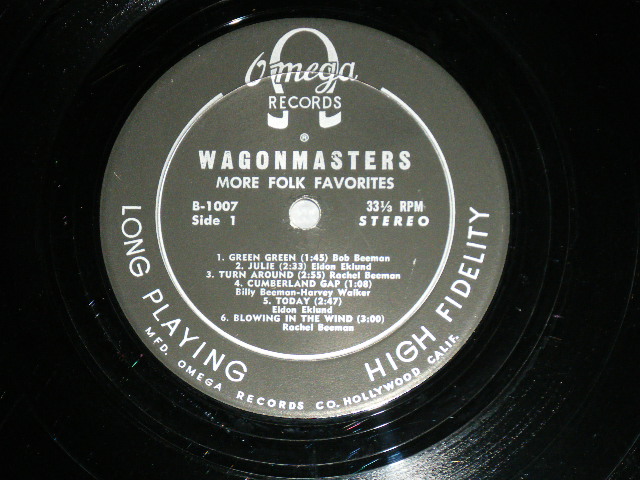 Omega
RECORDS
®
WAGONMASTERS
MORE FOLK FAVORITES
B-1007 33⅓ RPM
Side 1 STEREO
1. GREEN GREEN (1:45) Bob Beeman
2. JULIE (2:33) Eldon Eklund
3. TURN AROUND (2:55) Rachel Beeman
4. CUMBERLAND GAP (1:08)
Billy Beeman-Harvey Walker
5. TODAY (2:47)
Eldon Eklund
6. BLOWING IN THE WIND (3:00)
Rachel Beeman
LONG PLAYING
HIGH FIDELITY
MFD. OMEGA RECORDS CO. HOLLYWOOD CALIF.